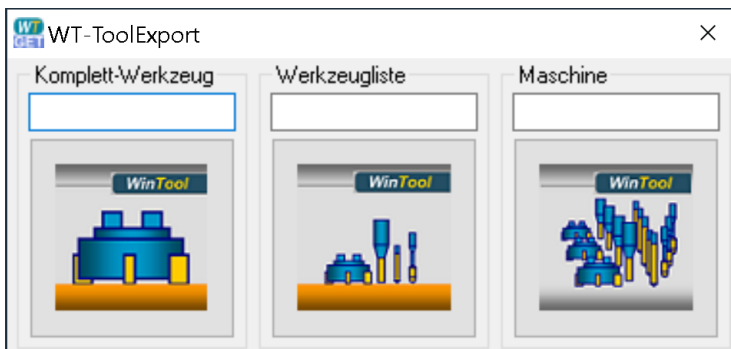 WT GET WT-ToolExport
Komplett-Werkzeug Werkzeugliste Maschine
WinTool WinTool WinTool